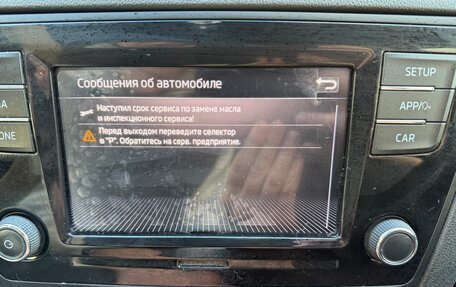 Сообщения об автомобиле
SETUP
Наступил срок сервиса по замене масла
и инспекционного сервиса!
APP/
Перед выходом переведите селектор
в "P". Обратитесь на серв. предприятие.
CAR